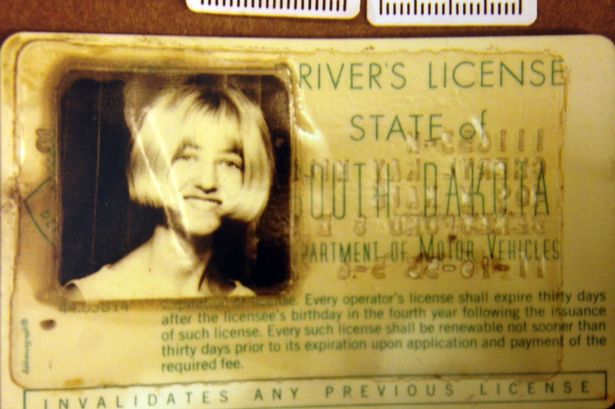 RIVER'S LICENSE
STATE of
OUTH DAKOTA
PARTMENT OF MOTOR VEHICLES
expiration of license. Every operator's license shall expire thirty days
after the licensee's birthday in the fourth year following the issuance
of such license. Every such license shall be renewable not sooner than
thirty days prior to its expiration upon application and payment of the
required fee.
INVALIDATES ANY PREVIOUS LICENSE